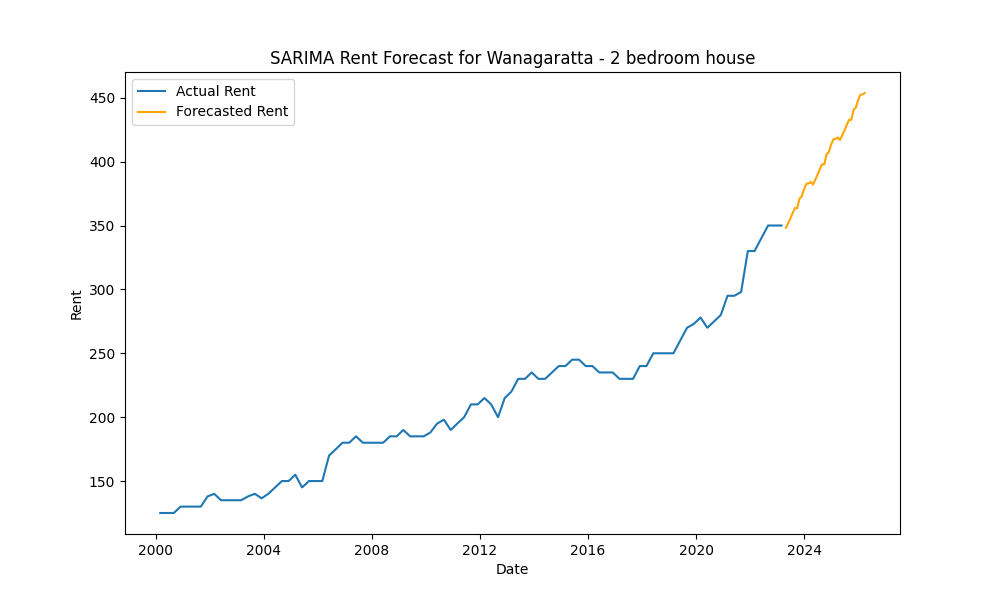 SARIMA Rent Forecast for Wanagaratta - 2 bedroom house
Actual Rent
Forecasted Rent
450
400
350
300
250
200
150
Rent
2000 2004 2008 2012 2016 2020 2024
Date